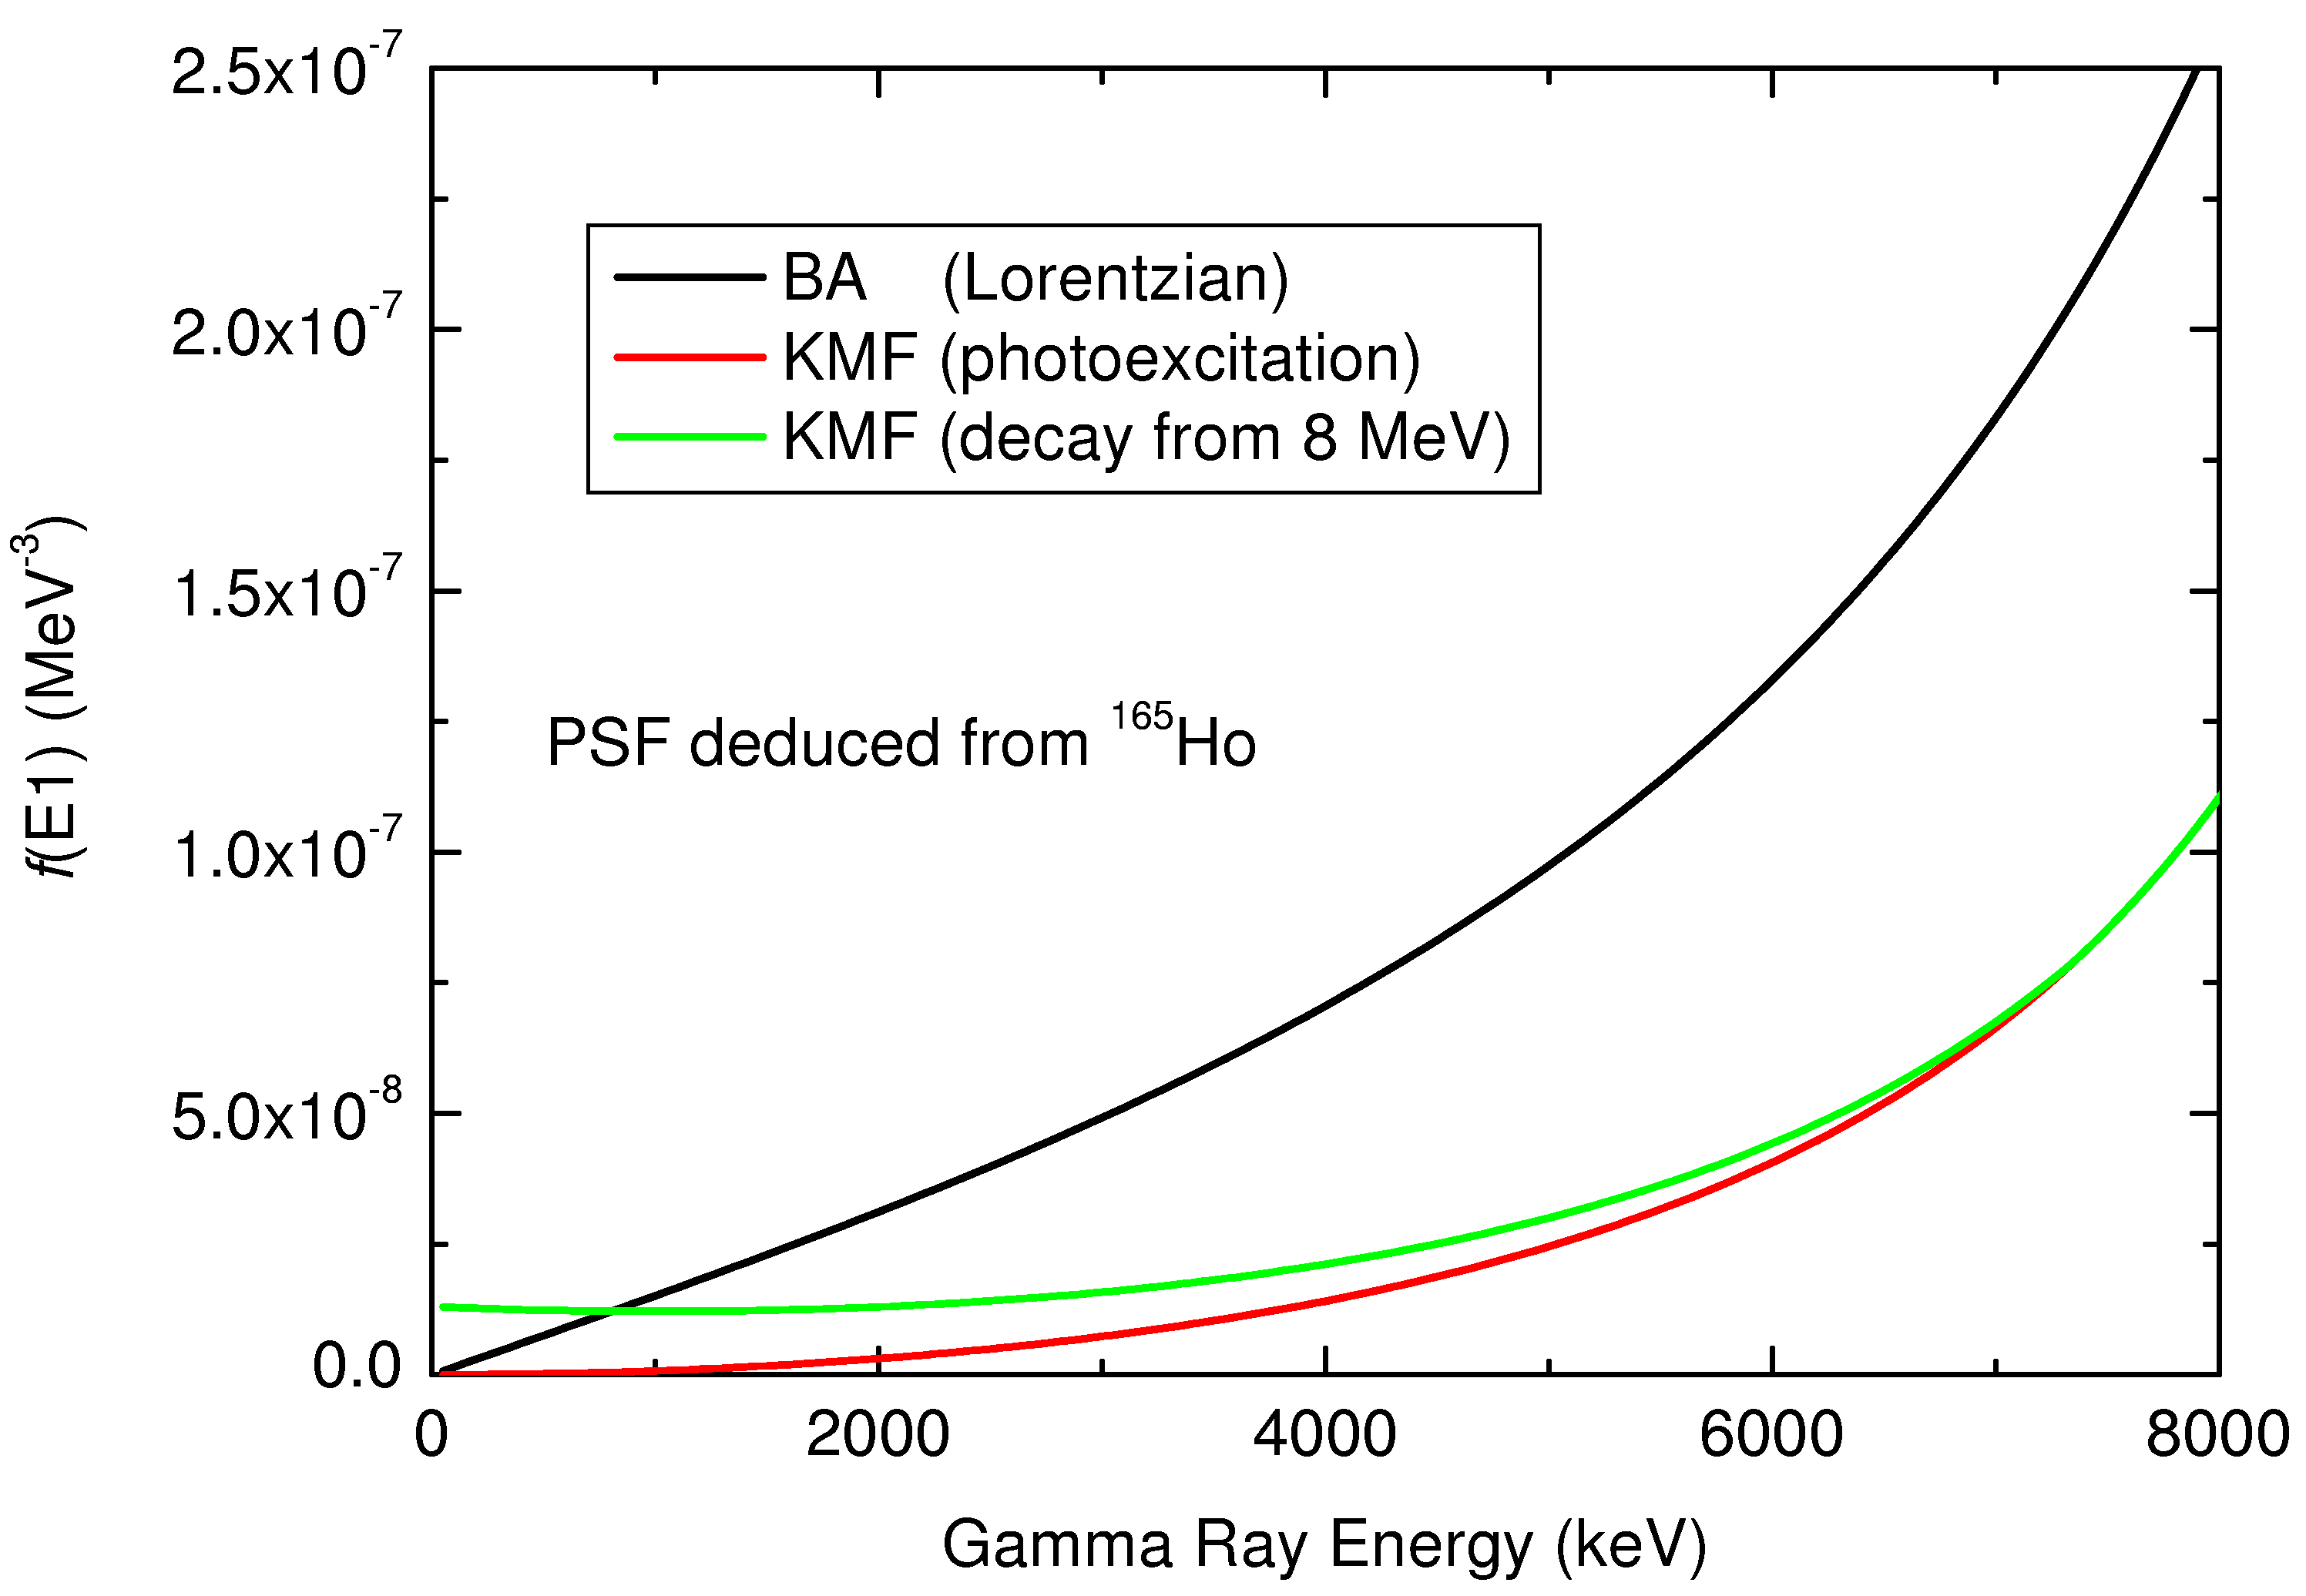 2.5x10⁻⁷
2.0x10⁻⁷
1.5x10⁻⁷
1.0x10⁻⁷
5.0x10⁻⁸
0.0
f(E1) (MeV⁻³)
BA (Lorentzian)
KMF (photoexcitation)
KMF (decay from 8 MeV)
PSF deduced from ¹⁶⁵Ho
0 2000 4000 6000 8000
Gamma Ray Energy (keV)